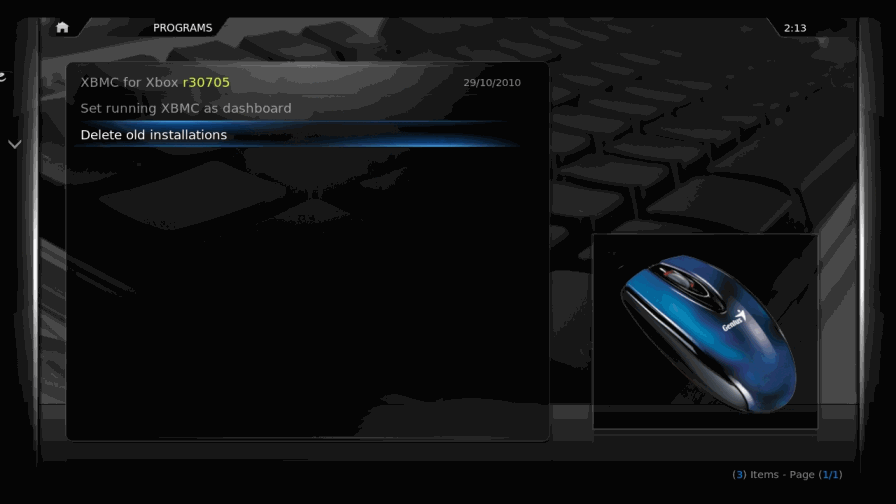 PROGRAMS
2:13
XBMC for Xbox r30705 29/10/2010
Set running XBMC as dashboard
Delete old installations
Genius
(3) Items - Page (1/1)